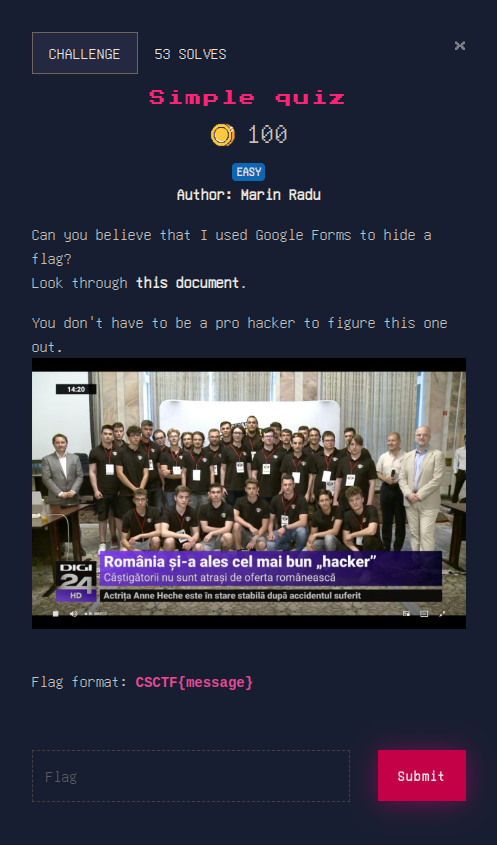 CHALLENGE
53 SOLVES
×
Simple quiz
100
EASY
Author: Marin Radu
Can you believe that I used Google Forms to hide a
flag?
Look through this document.
You don't have to be a pro hacker to figure this one
out.
14:20
DIGI
24
HD
România și-a ales cel mai bun „hacker”
Câștigătorii nu sunt atrași de oferta românească
Actrița Anne Heche este în stare stabilă după accidentul suferit
Flag format: CSCTF{message}
Flag
Submit